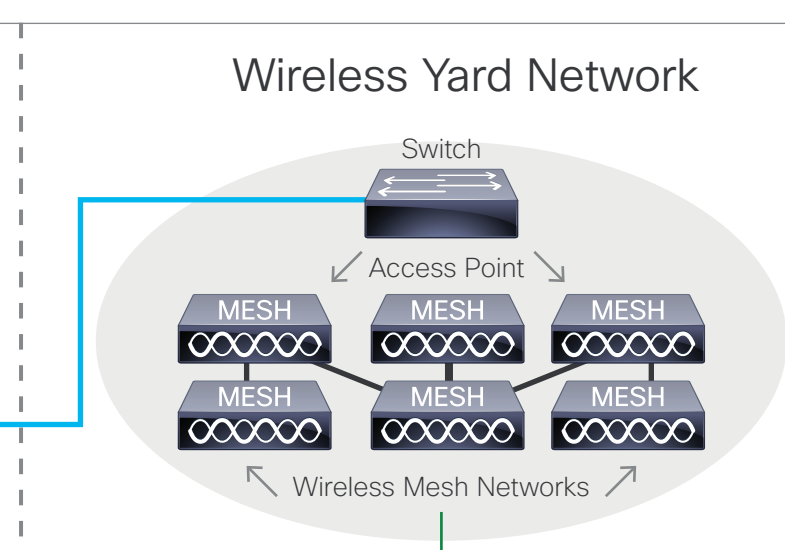 Wireless Yard Network
Switch
Access Point
MESH MESH MESH
MESH MESH MESH
Wireless Mesh Networks